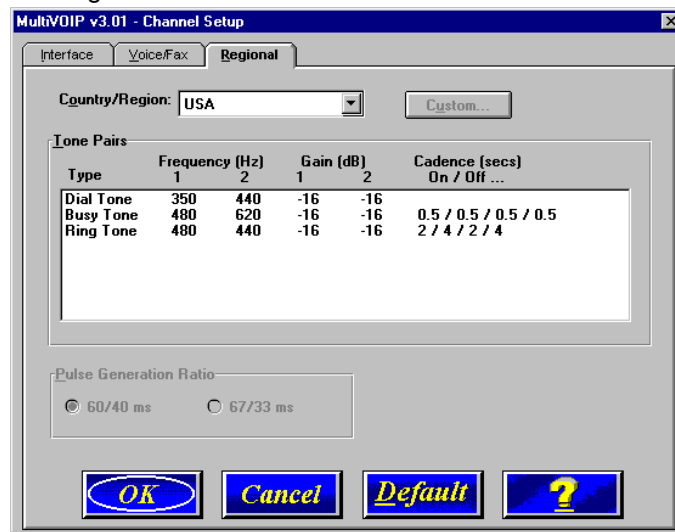 MultiVOIP v3.01 - Channel Setup
Interface Voice/Fax Regional
Country/Region: USA Custom...
Tone Pairs
Frequency (Hz) Gain (dB) Cadence (secs)
Type 1 2 1 2 On / Off ...
Dial Tone 350 440 -16 -16
Busy Tone 480 620 -16 -16 0.5 / 0.5 / 0.5 / 0.5
Ring Tone 480 440 -16 -16 2 / 4 / 2 / 4
Pulse Generation Ratio
60/40 ms 67/33 ms
OK Cancel Default ?